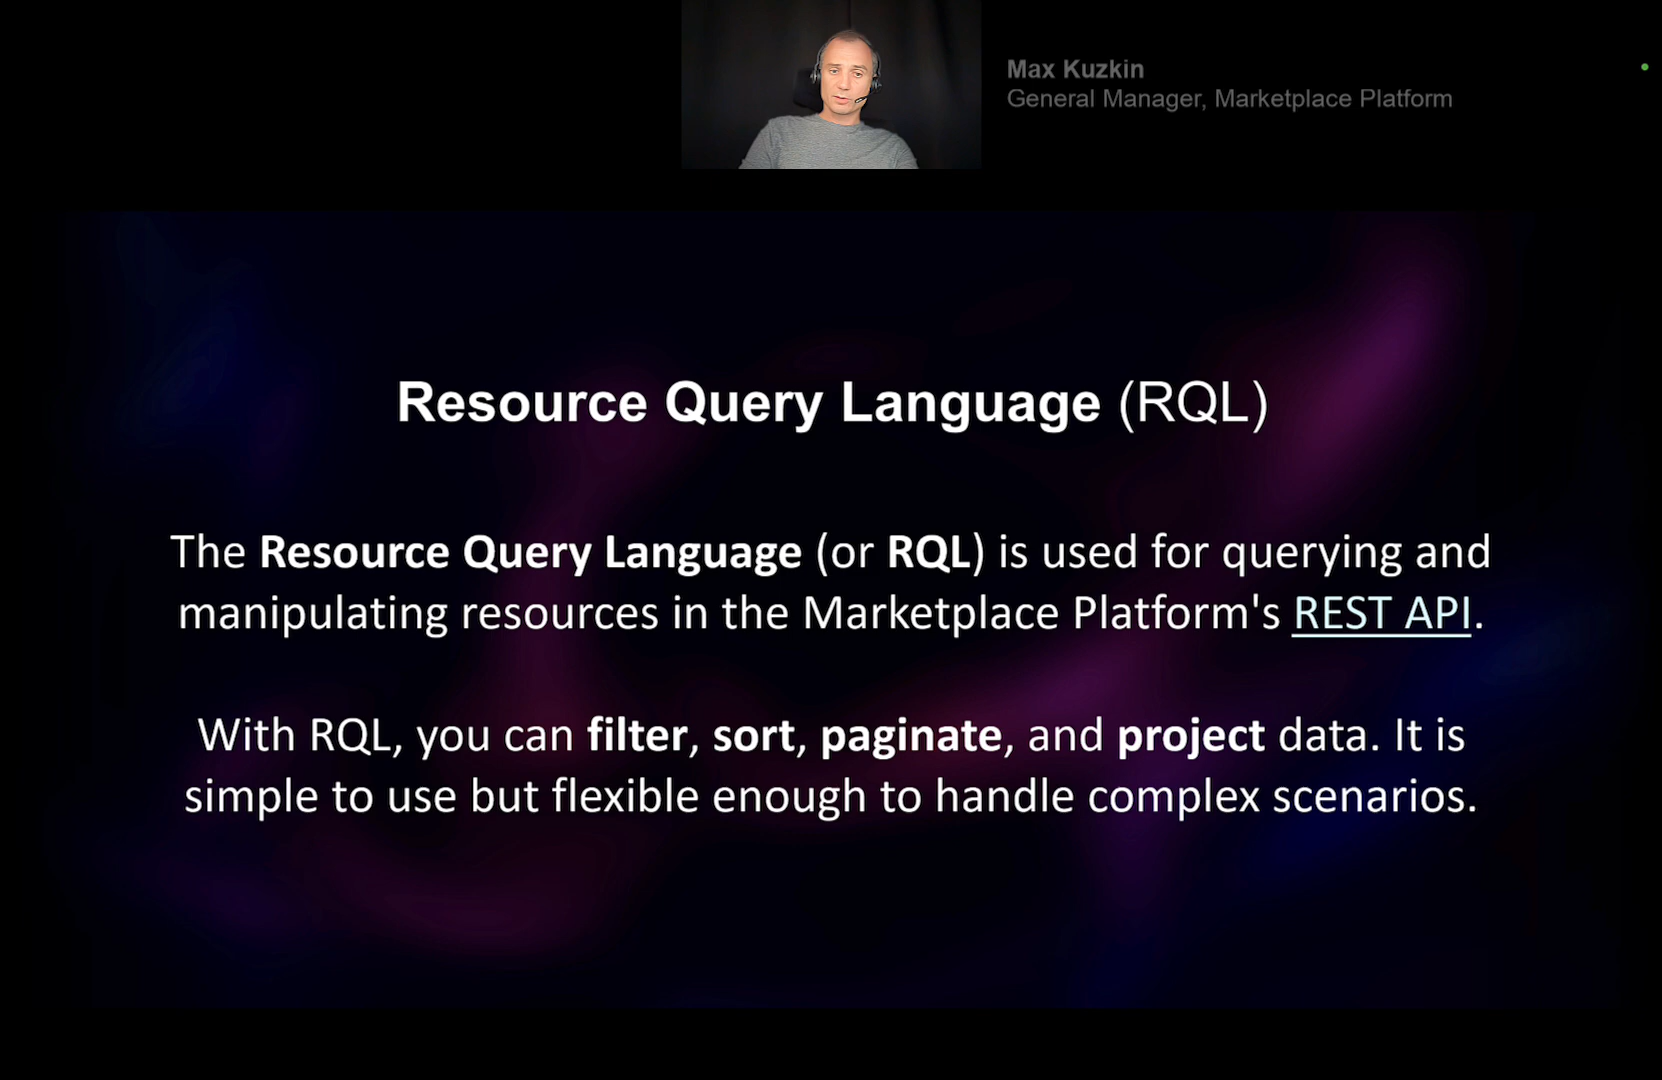 Max Kuzkin
General Manager, Marketplace Platform
Resource Query Language (RQL)
The Resource Query Language (or RQL) is used for querying and
manipulating resources in the Marketplace Platform's REST API.
With RQL, you can filter, sort, paginate, and project data. It is
simple to use but flexible enough to handle complex scenarios.